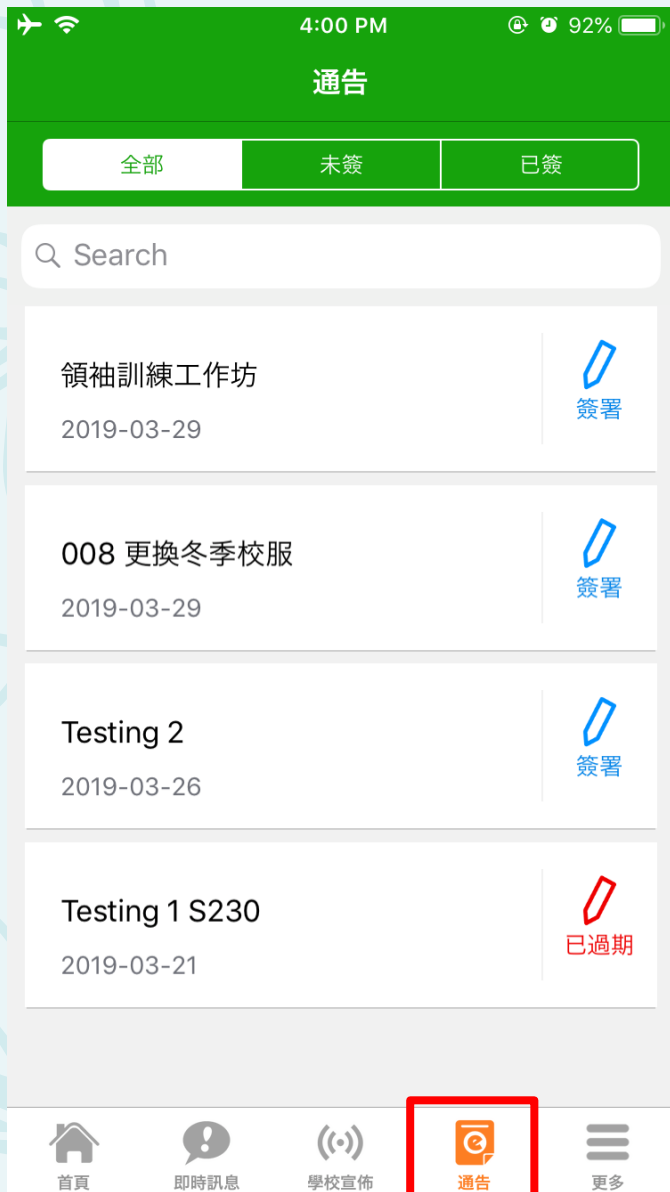 4:00 PM 92%
通告
全部 未簽 已簽
Search
領袖訓練工作坊
2019-03-29
簽署
008 更換冬季校服
2019-03-29
簽署
Testing 2
2019-03-26
簽署
Testing 1 S230
2019-03-21
已過期
首頁 即時訊息 學校宣佈 通告 更多